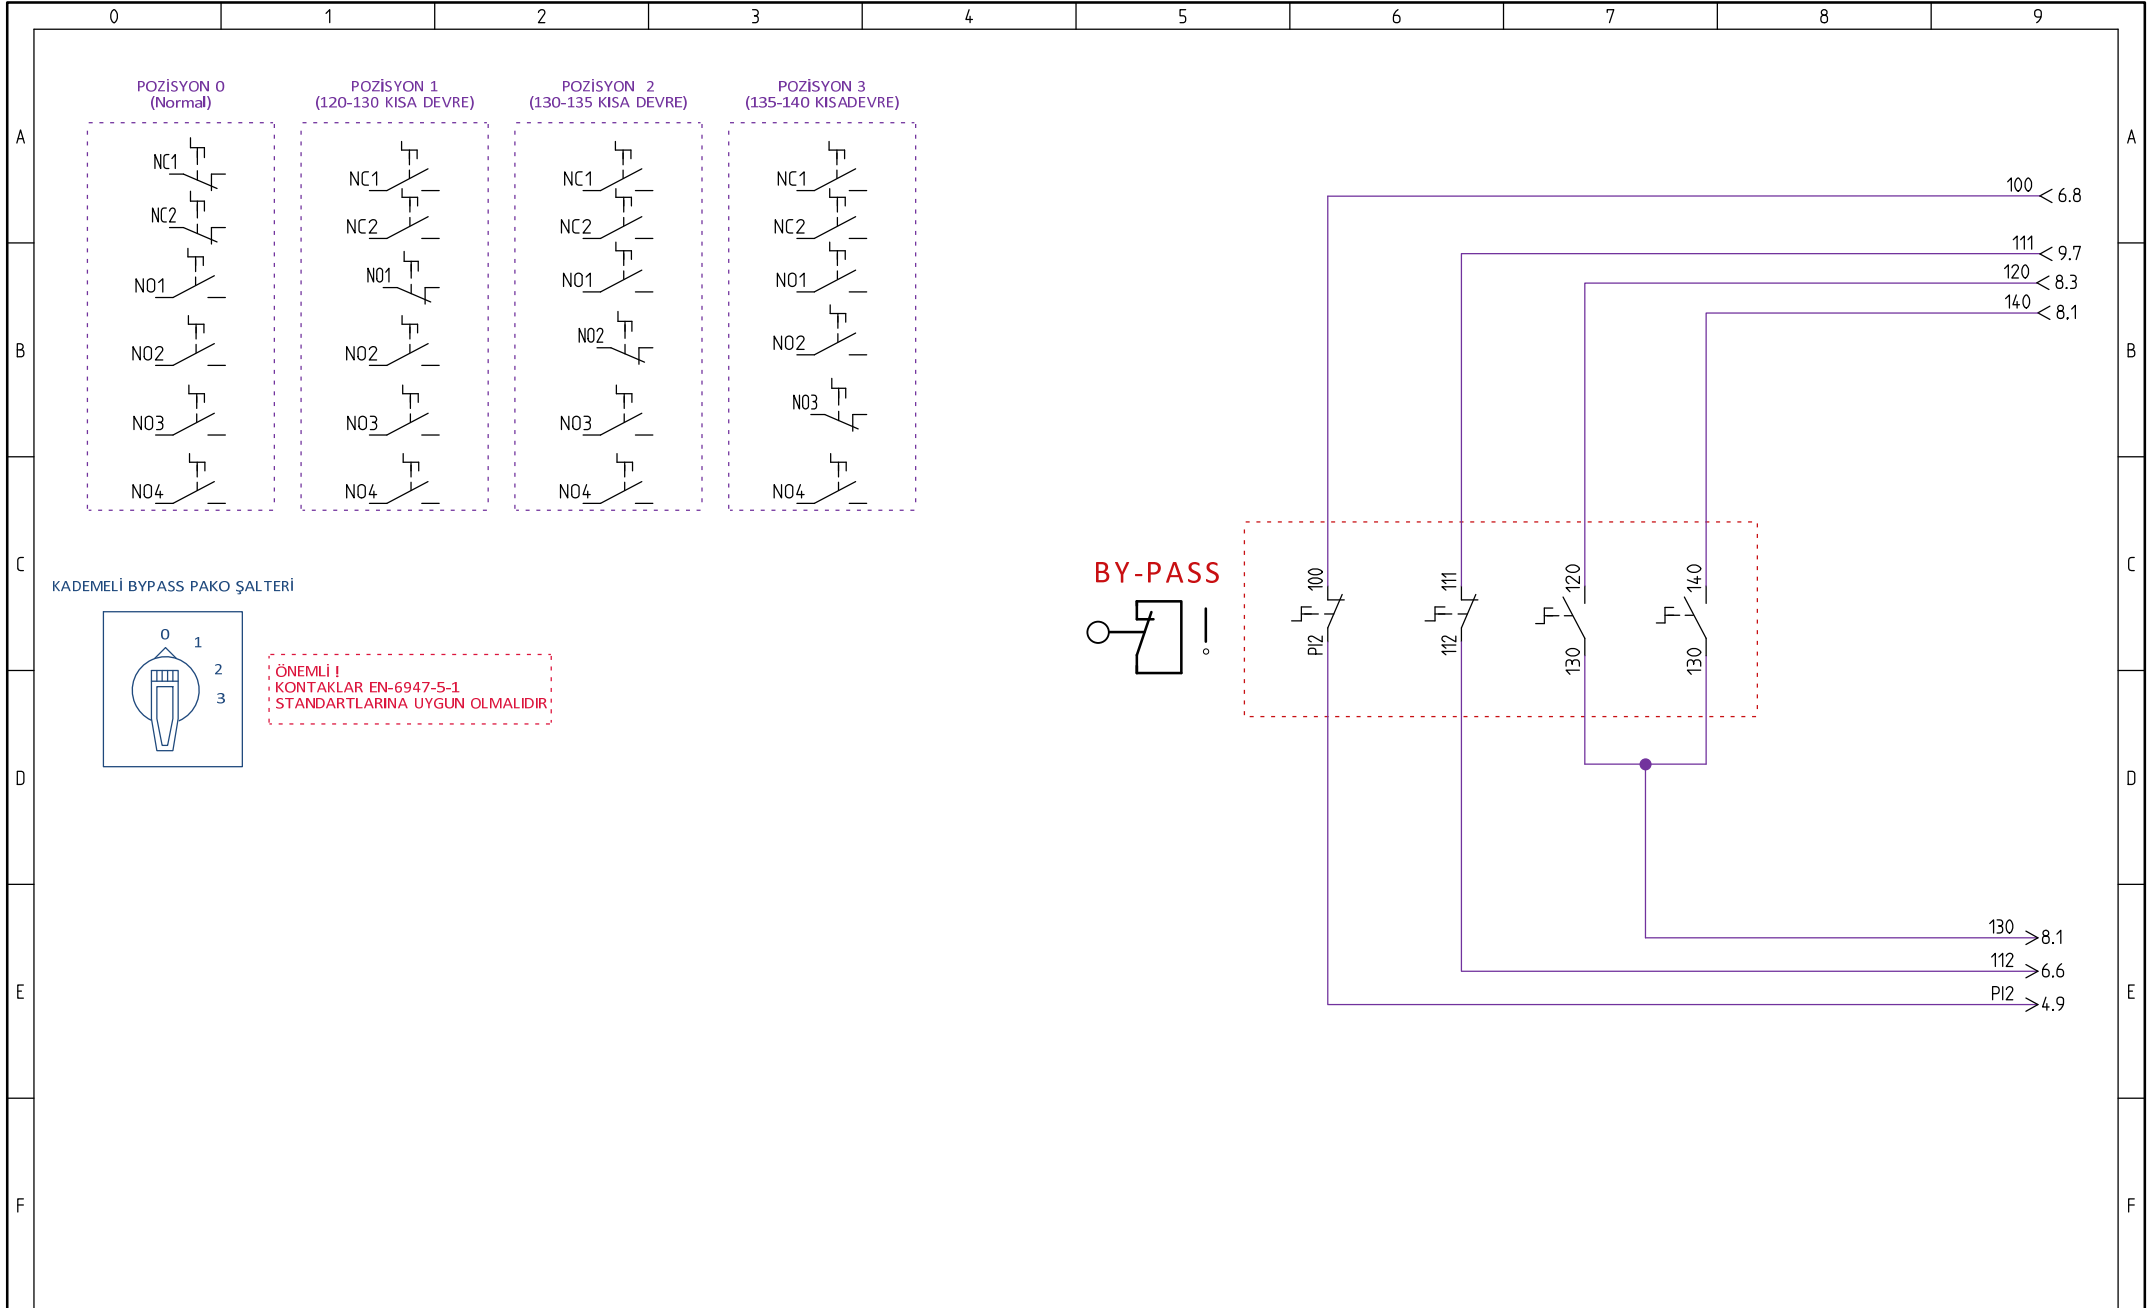 0 1 2 3 4 5 6 7 8 9
POZİSYON 0
(Normal)
POZİSYON 1
(120-130 KISA DEVRE)
POZİSYON 2
(130-135 KISA DEVRE)
POZİSYON 3
(135-140 KISADEVRE)
A
NC1
NC2
NO1
NO2
NO3
NO4
NC1
NC2
NO1
NO2
NO3
NO4
NC1
NC2
NO1
NO2
NO3
NO4
NC1
NC2
NO1
NO2
NO3
NO4
A
B
B
100 6.8
111 9.7
120 8.3
140 8.1
C
C
KADEMELİ BYPASS PAKO ŞALTERİ
0
1
2
3
ÖNEMLİ !
KONTAKLAR EN-6947-5-1
STANDARTLARINA UYGUN OLMALIDIR
BY-PASS
!
100
PI2
111
112
120
130
140
130
D
D
130 8.1
112 6.6
PI2 4.9
E
E
F
F